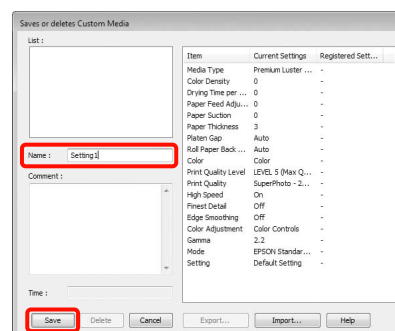 Saves or deletes Custom Media
List :
Name : Setting1
Comment :
Time :
Item Current Settings Registered Sett...
Media Type Premium Luster ... -
Color Density 0 -
Drying Time per ... 0 -
Paper Feed Adju... 0 -
Paper Suction 0 -
Paper Thickness 3 -
Platen Gap Auto -
Roll Paper Back ... Auto -
Color Color -
Print Quality Level LEVEL 5 (Max Q... -
Print Quality SuperPhoto - 2... -
High Speed On -
Finest Detail Off -
Edge Smoothing Off -
Color Adjustment Color Controls -
Gamma 2.2 -
Mode EPSON Standar... -
Setting Default Setting -
Save Delete Cancel Export... Import... Help